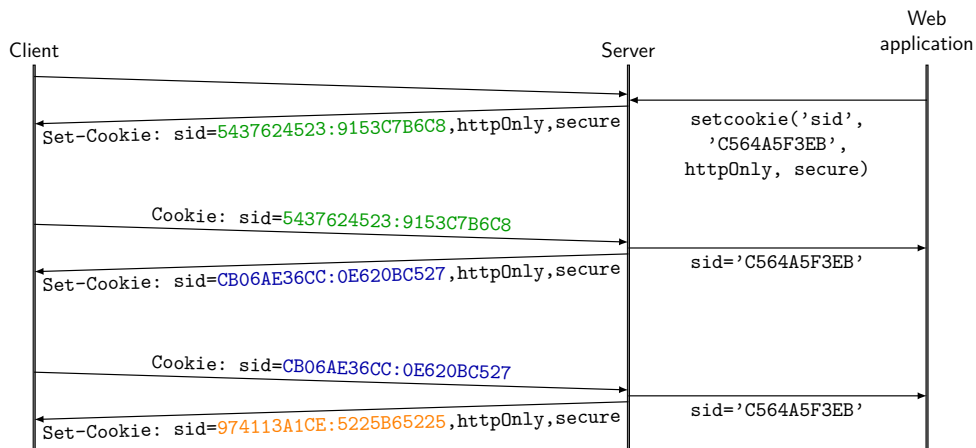 Client
Server
Web
application
Set-Cookie: sid=5437624523:9153C7B6C8,httpOnly,secure
setcookie('sid',
'C564A5F3EB',
httpOnly, secure)
Cookie: sid=5437624523:9153C7B6C8
Set-Cookie: sid=CB06AE36CC:0E620BC527,httpOnly,secure
sid='C564A5F3EB'
Cookie: sid=CB06AE36CC:0E620BC527
Set-Cookie: sid=974113A1CE:5225B65225,httpOnly,secure
sid='C564A5F3EB'